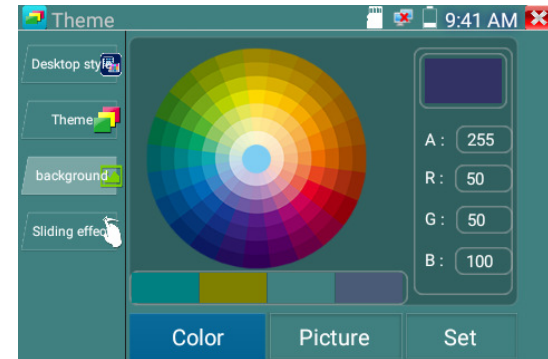 Theme
9:41 AM
Desktop style
Theme
background
Sliding effect
A : 255
R : 50
G : 50
B : 100
Color
Picture
Set